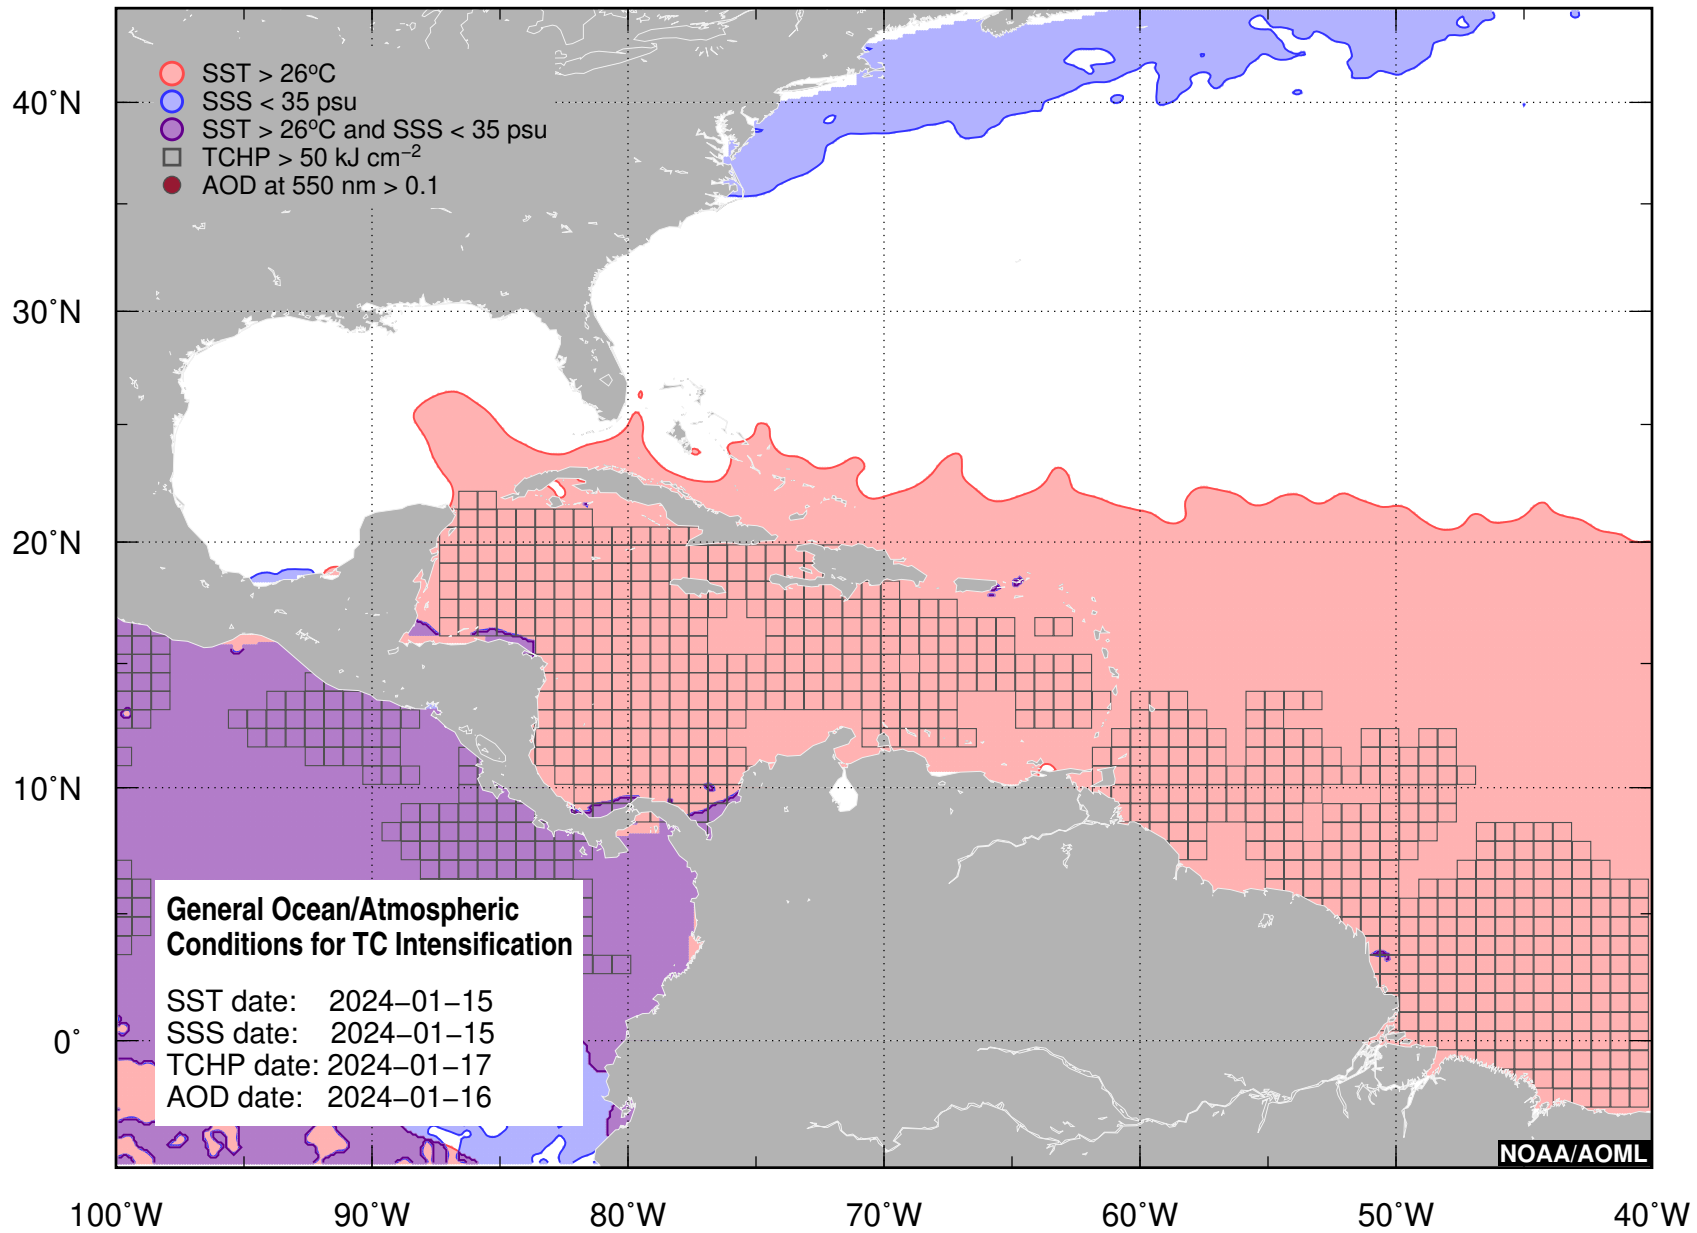 SST > 26°C
SSS < 35 psu
SST > 26°C and SSS < 35 psu
TCHP > 50 kJ cm⁻²
AOD at 550 nm > 0.1
40°N
30°N
20°N
10°N
0°
General Ocean/Atmospheric
Conditions for TC Intensification
SST date: 2024−01−15
SSS date: 2024−01−15
TCHP date: 2024−01−17
AOD date: 2024−01−16
NOAA/AOML
100°W 90°W 80°W 70°W 60°W 50°W 40°W